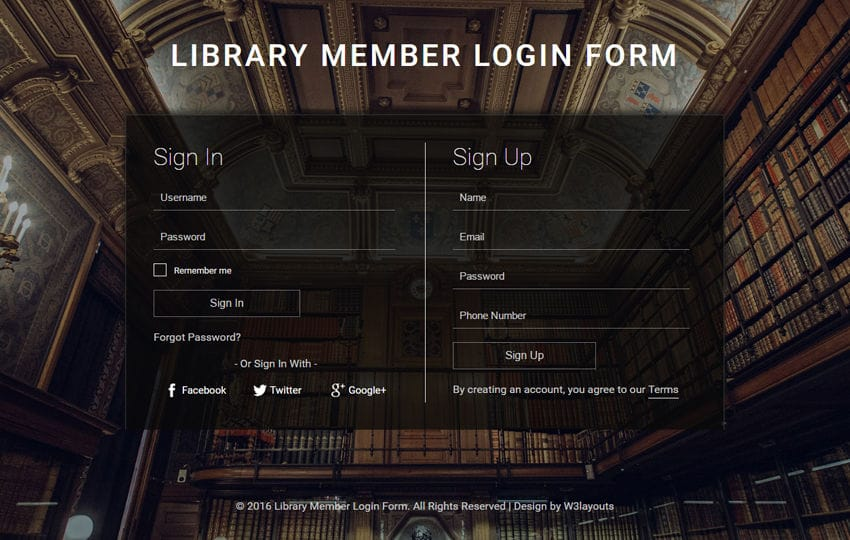 LIBRARY MEMBER LOGIN FORM
Sign In
Username
Password
Remember me
Sign In
Forgot Password?
- Or Sign In With -
Facebook Twitter Google+
Sign Up
Name
Email
Password
Phone Number
Sign Up
By creating an account, you agree to our Terms
© 2016 Library Member Login Form. All Rights Reserved | Design by W3layouts